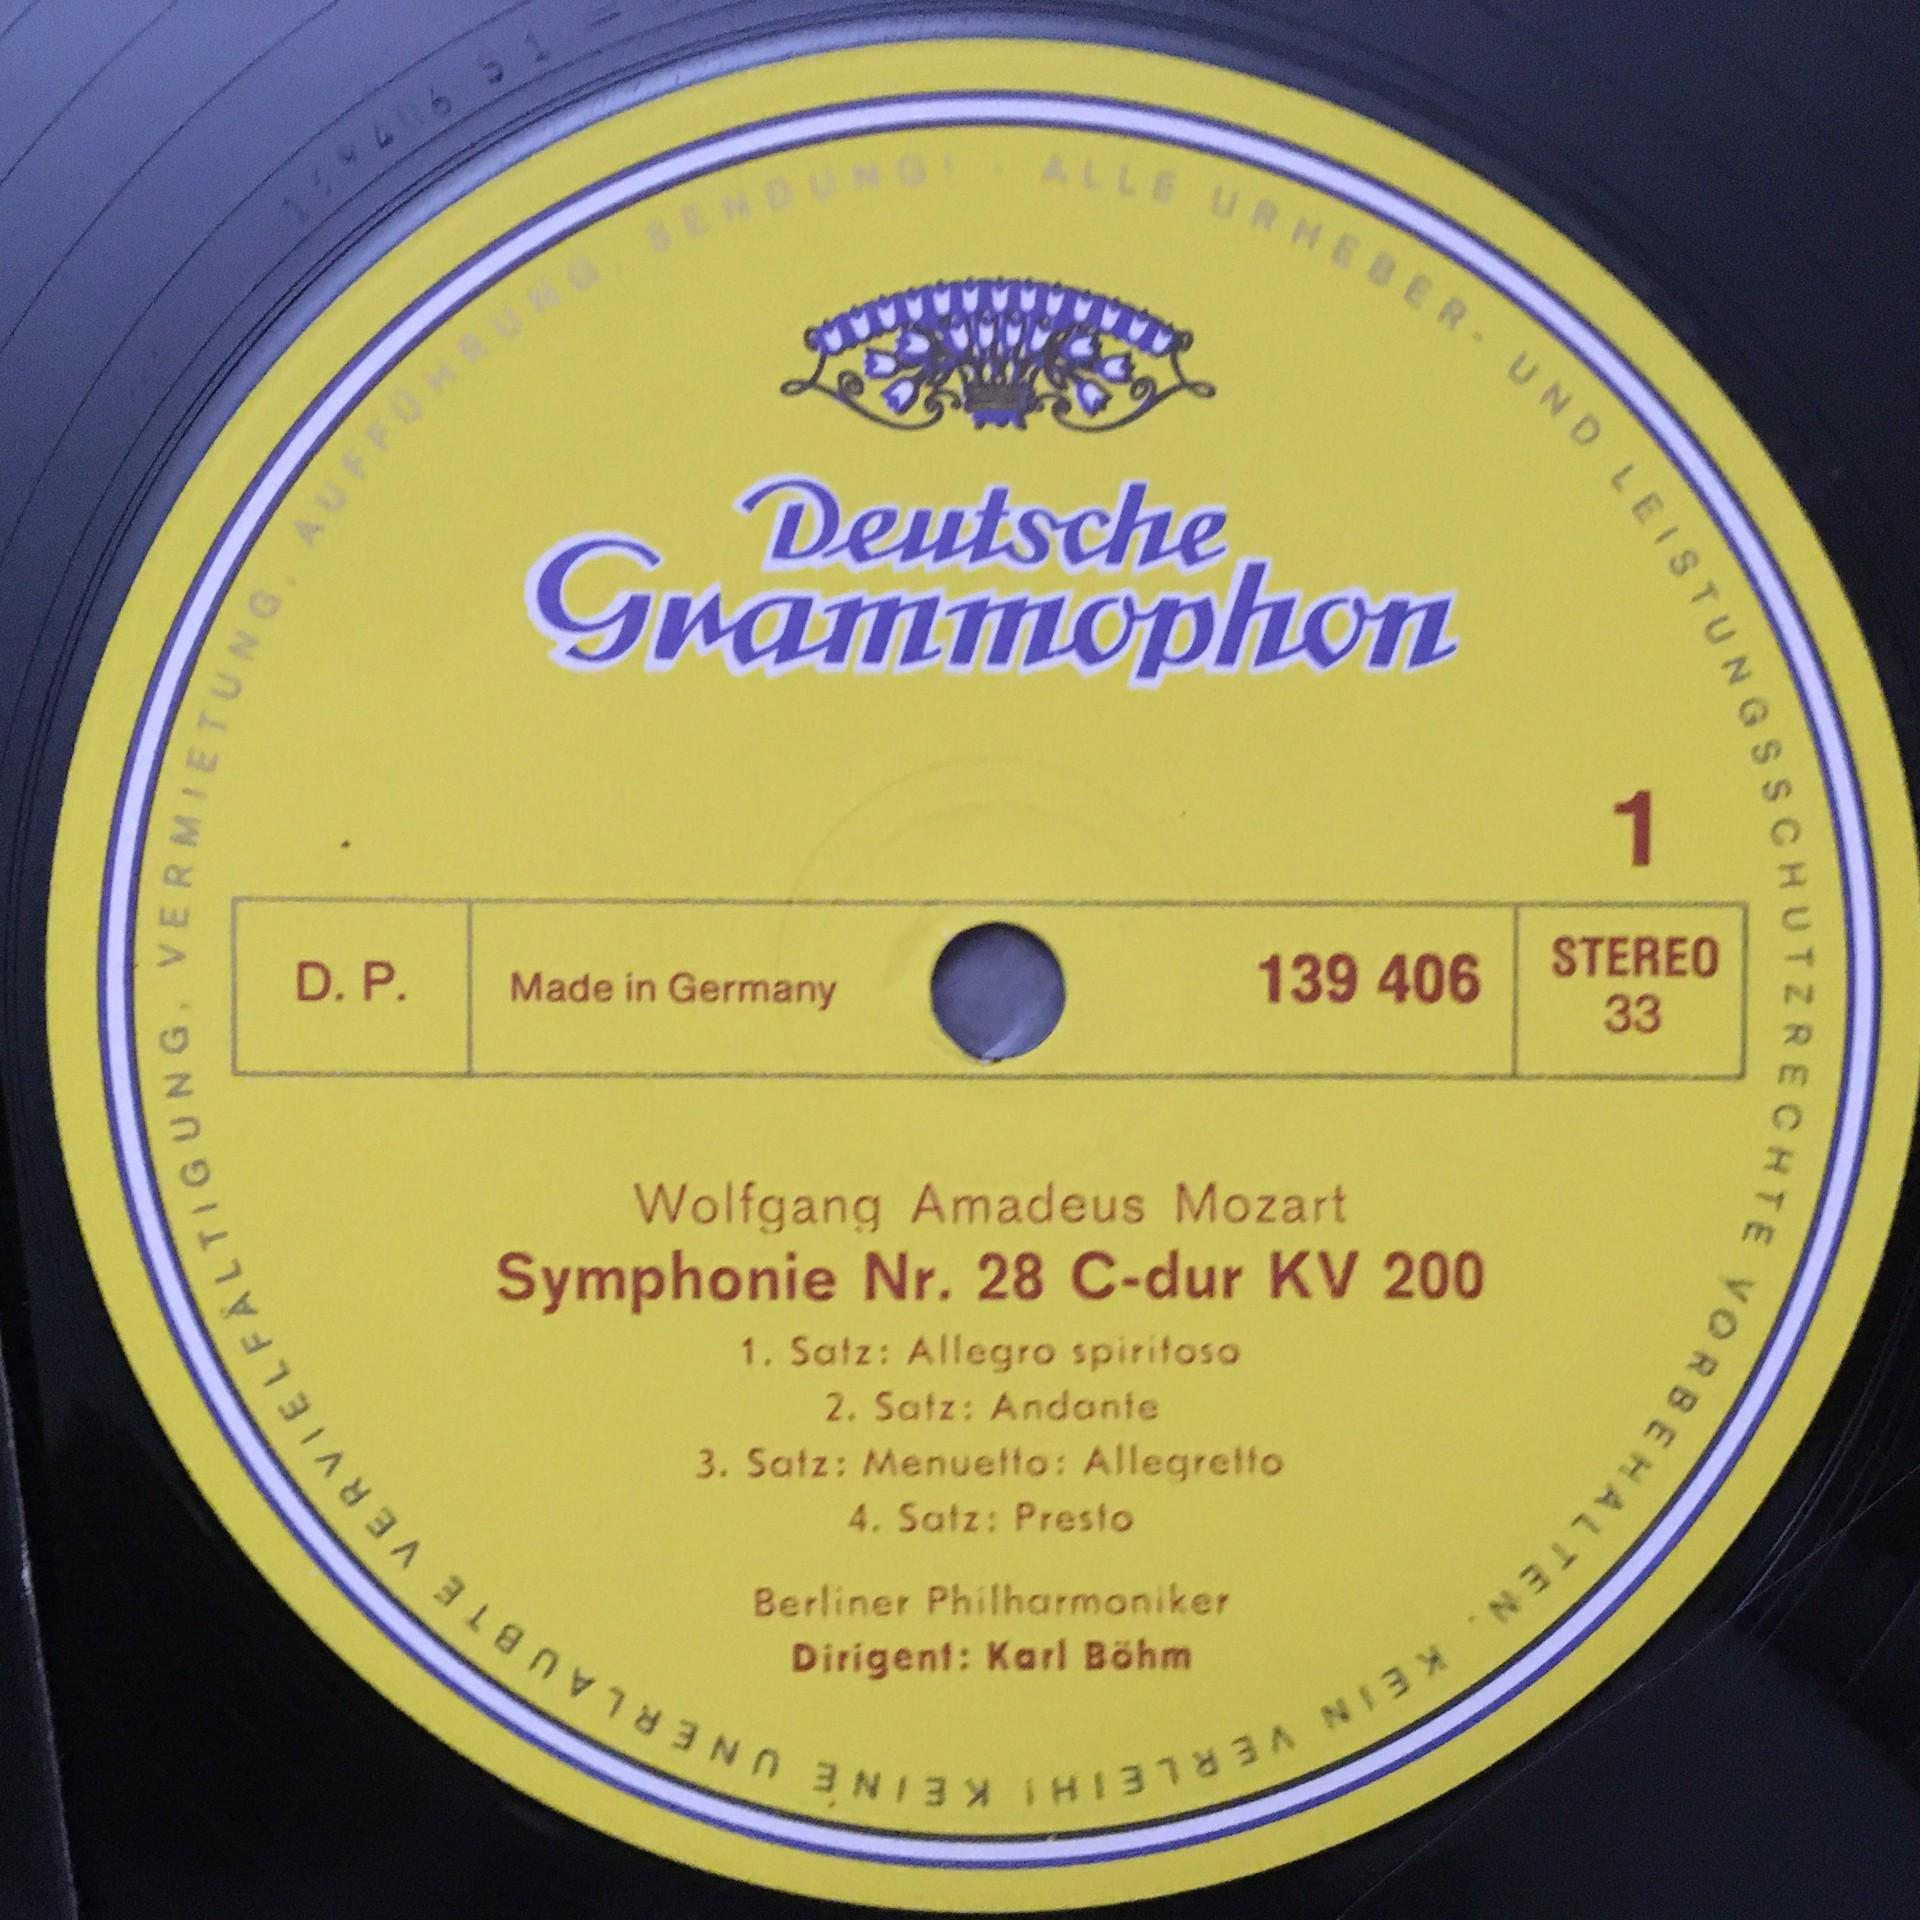 Deutsche
Grammophon
1
D. P.
Made in Germany
139 406
STEREO
33
Wolfgang Amadeus Mozart
Symphonie Nr. 28 C-dur KV 200
1. Satz: Allegro spiritoso
2. Satz: Andante
3. Satz: Menuetto: Allegretto
4. Satz: Presto
Berliner Philharmoniker
Dirigent: Karl Böhm
ALLE URHEBER- UND LEISTUNGSSCHUTZRECHTE VORBEHALTEN. KEIN VERLEIH! KEINE UNERLAUBTE VERVIELFÄLTIGUNG, VERMIETUNG, AUFFÜHRUNG, SENDUNG! ·